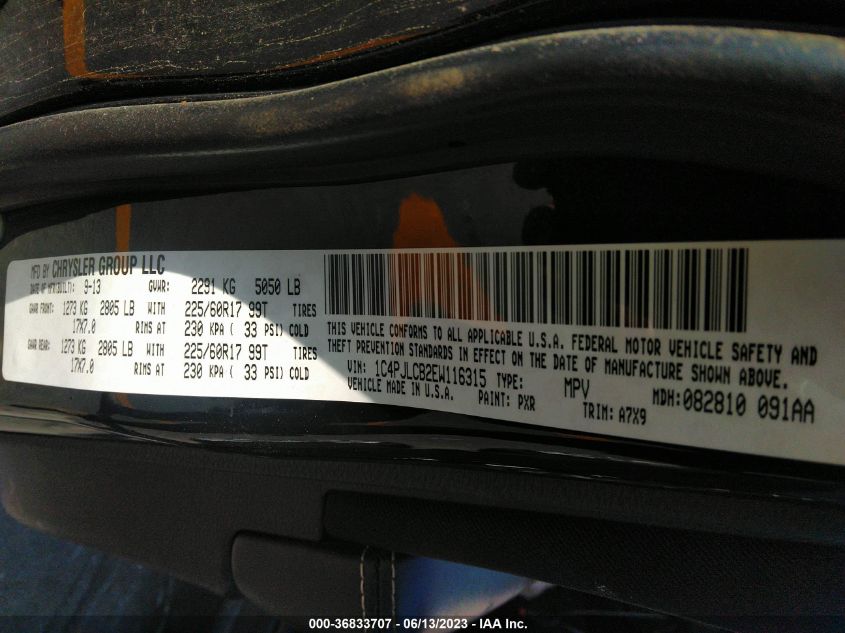 MFD BY CHRYSLER GROUP LLC
DATE OF MFR(BUILT): 9-13 GVWR: 2291 KG 5050 LB
GAWR FRONT: 1273 KG 2805 LB WITH 225/60R17 99T TIRES
17X7.0 RIMS AT 230 KPA ( 33 PSI) COLD
GAWR REAR: 1273 KG 2805 LB WITH 225/60R17 99T TIRES
17X7.0 RIMS AT 230 KPA ( 33 PSI) COLD
THIS VEHICLE CONFORMS TO ALL APPLICABLE U.S.A. FEDERAL MOTOR VEHICLE SAFETY AND
THEFT PREVENTION STANDARDS IN EFFECT ON THE DATE OF MANUFACTURE SHOWN ABOVE.
VIN: 1C4PJLCB2EW116315 TYPE: MPV MDH: 082810 091AA
VEHICLE MADE IN U.S.A. PAINT: PXR TRIM: A7X9
000-36833707 - 06/13/2023 - IAA Inc.